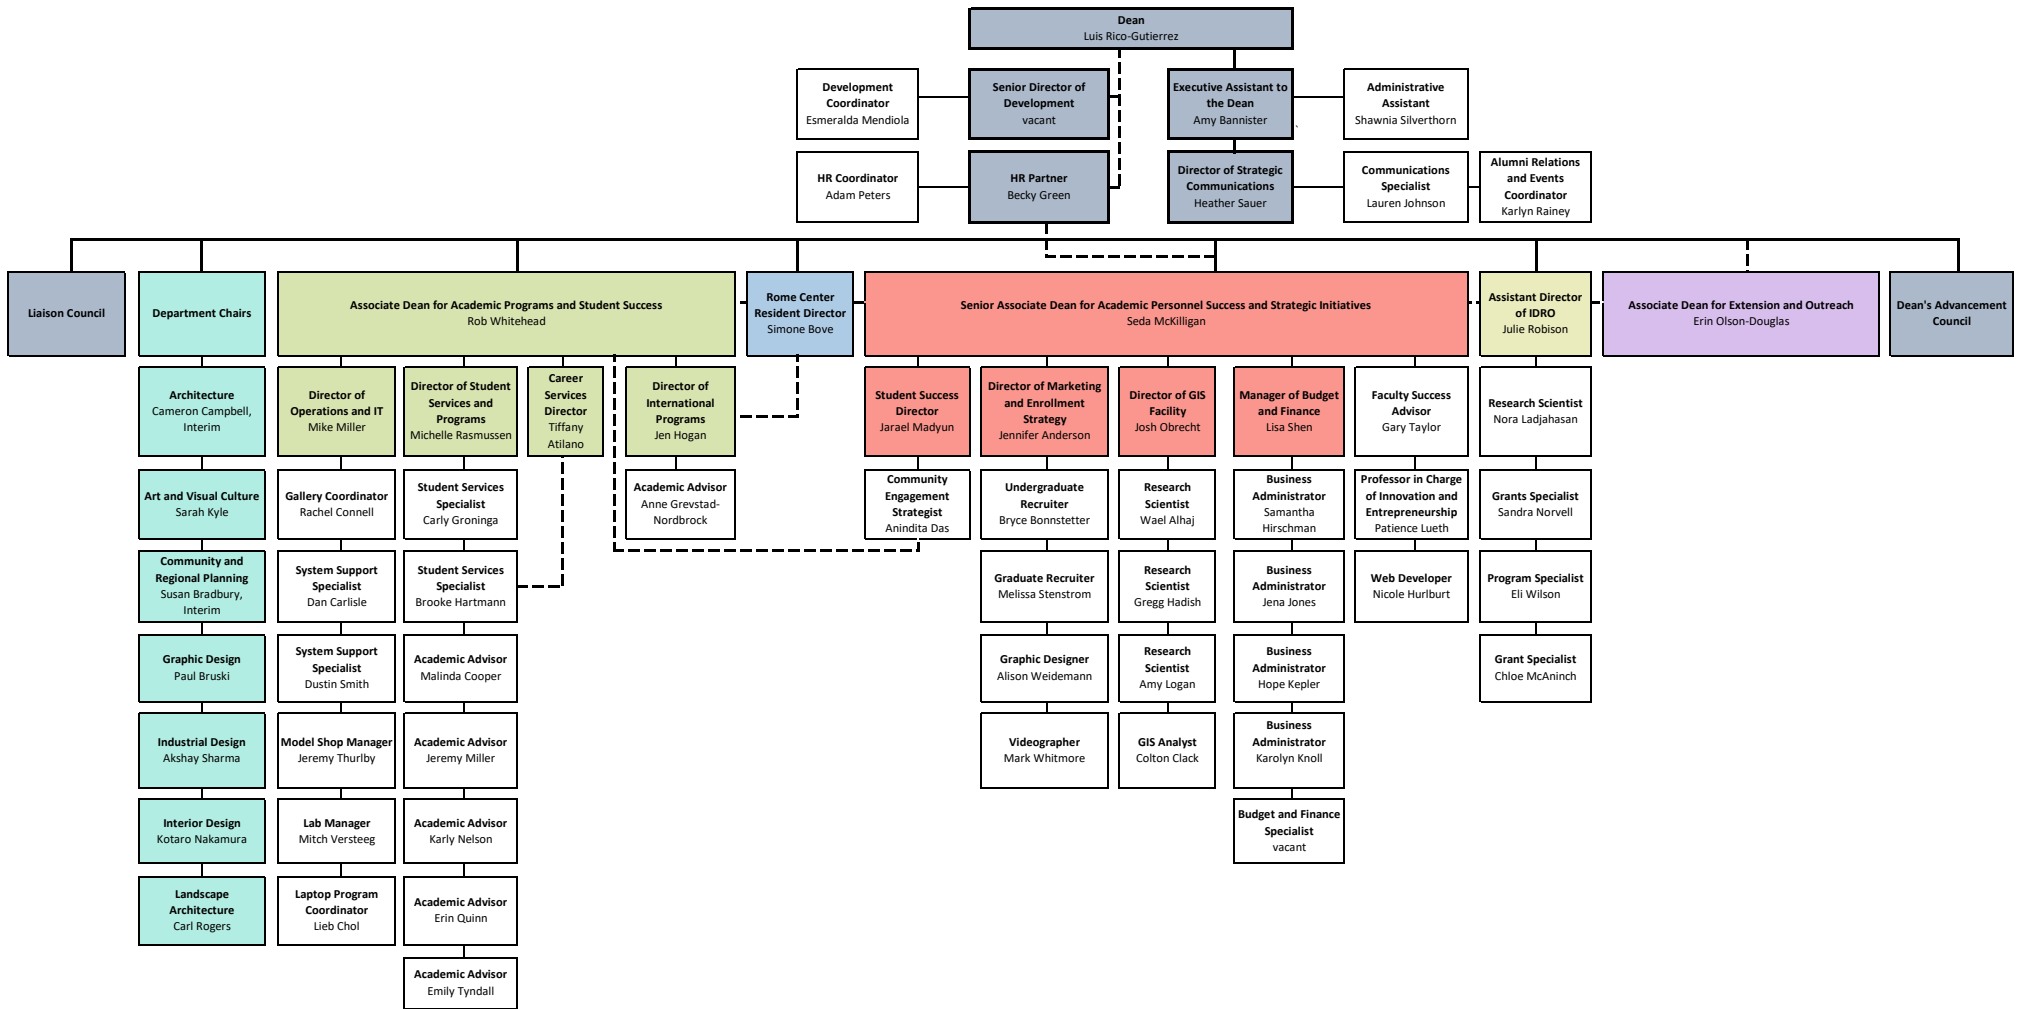 Dean
Luis Rico-Gutierrez
Development
Coordinator
Esmeralda Mendiola
Senior Director of
Development
vacant
Executive Assistant to
the Dean
Amy Bannister
Administrative
Assistant
Shawnia Silverthorn
HR Coordinator
Adam Peters
HR Partner
Becky Green
Director of Strategic
Communications
Heather Sauer
Communications
Specialist
Lauren Johnson
Alumni Relations
and Events
Coordinator
Karlyn Rainey
Liaison Council
Department Chairs
Associate Dean for Academic Programs and Student Success
Rob Whitehead
Rome Center
Resident Director
Simone Bove
Senior Associate Dean for Academic Personnel Success and Strategic Initiatives
Seda McKilligan
Assistant Director
of IDRO
Julie Robison
Associate Dean for Extension and Outreach
Erin Olson-Douglas
Dean's Advancement
Council
Architecture
Cameron Campbell,
Interim
Director of
Operations and IT
Mike Miller
Director of Student
Services and
Programs
Michelle Rasmussen
Career
Services
Director
Tiffany
Atilano
Director of
International
Programs
Jen Hogan
Student Success
Director
Jarael Madyun
Director of Marketing
and Enrollment
Strategy
Jennifer Anderson
Director of GIS
Facility
Josh Obrecht
Manager of Budget
and Finance
Lisa Shen
Faculty Success
Advisor
Gary Taylor
Research Scientist
Nora Ladjahasan
Art and Visual Culture
Sarah Kyle
Gallery Coordinator
Rachel Connell
Student Services
Specialist
Carly Groninga
Academic Advisor
Anne Grevstad-
Nordbrock
Community
Engagement
Strategist
Anindita Das
Undergraduate
Recruiter
Bryce Bonnstetter
Research
Scientist
Wael Alhaj
Business
Administrator
Samantha
Hirschman
Professor in Charge
of Innovation and
Entrepreneurship
Patience Lueth
Grants Specialist
Sandra Norvell
Community and
Regional Planning
Susan Bradbury,
Interim
System Support
Specialist
Dan Carlisle
Student Services
Specialist
Brooke Hartmann
Graduate Recruiter
Melissa Stenstrom
Research
Scientist
Gregg Hadish
Business
Administrator
Jena Jones
Web Developer
Nicole Hurlburt
Program Specialist
Eli Wilson
Graphic Design
Paul Bruski
System Support
Specialist
Dustin Smith
Academic Advisor
Malinda Cooper
Graphic Designer
Alison Weidemann
Research
Scientist
Amy Logan
Business
Administrator
Hope Kepler
Grant Specialist
Chloe McAninch
Industrial Design
Akshay Sharma
Model Shop Manager
Jeremy Thurlby
Academic Advisor
Jeremy Miller
Videographer
Mark Whitmore
GIS Analyst
Colton Clack
Business
Administrator
Karolyn Knoll
Interior Design
Kotaro Nakamura
Lab Manager
Mitch Versteeg
Academic Advisor
Karly Nelson
Budget and Finance
Specialist
vacant
Landscape
Architecture
Carl Rogers
Laptop Program
Coordinator
Lieb Chol
Academic Advisor
Erin Quinn
Academic Advisor
Emily Tyndall